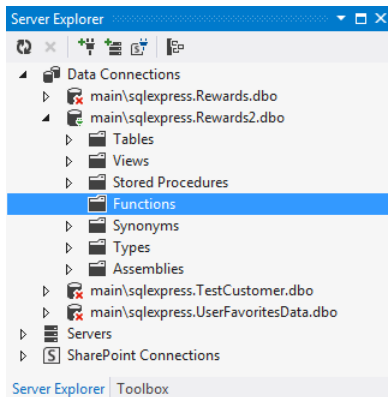 Server Explorer
Data Connections
main\sqlexpress.Rewards.dbo
main\sqlexpress.Rewards2.dbo
Tables
Views
Stored Procedures
Functions
Synonyms
Types
Assemblies
main\sqlexpress.TestCustomer.dbo
main\sqlexpress.UserFavoritesData.dbo
Servers
SharePoint Connections
Server Explorer Toolbox